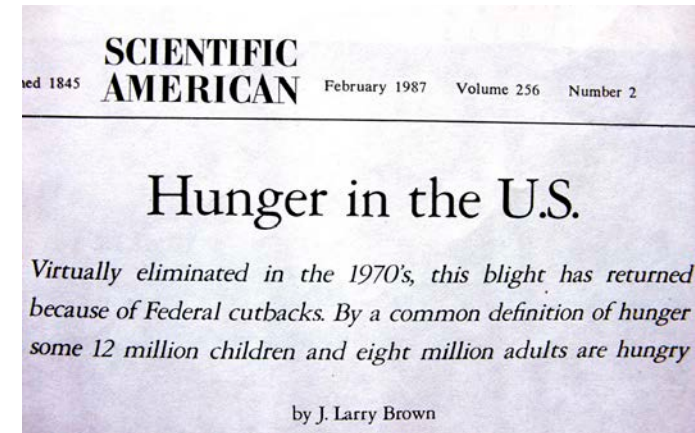 SCIENTIFIC
ed 1845 AMERICAN February 1987 Volume 256 Number 2
Hunger in the U.S.
Virtually eliminated in the 1970's, this blight has returned
because of Federal cutbacks. By a common definition of hunger
some 12 million children and eight million adults are hungry
by J. Larry Brown